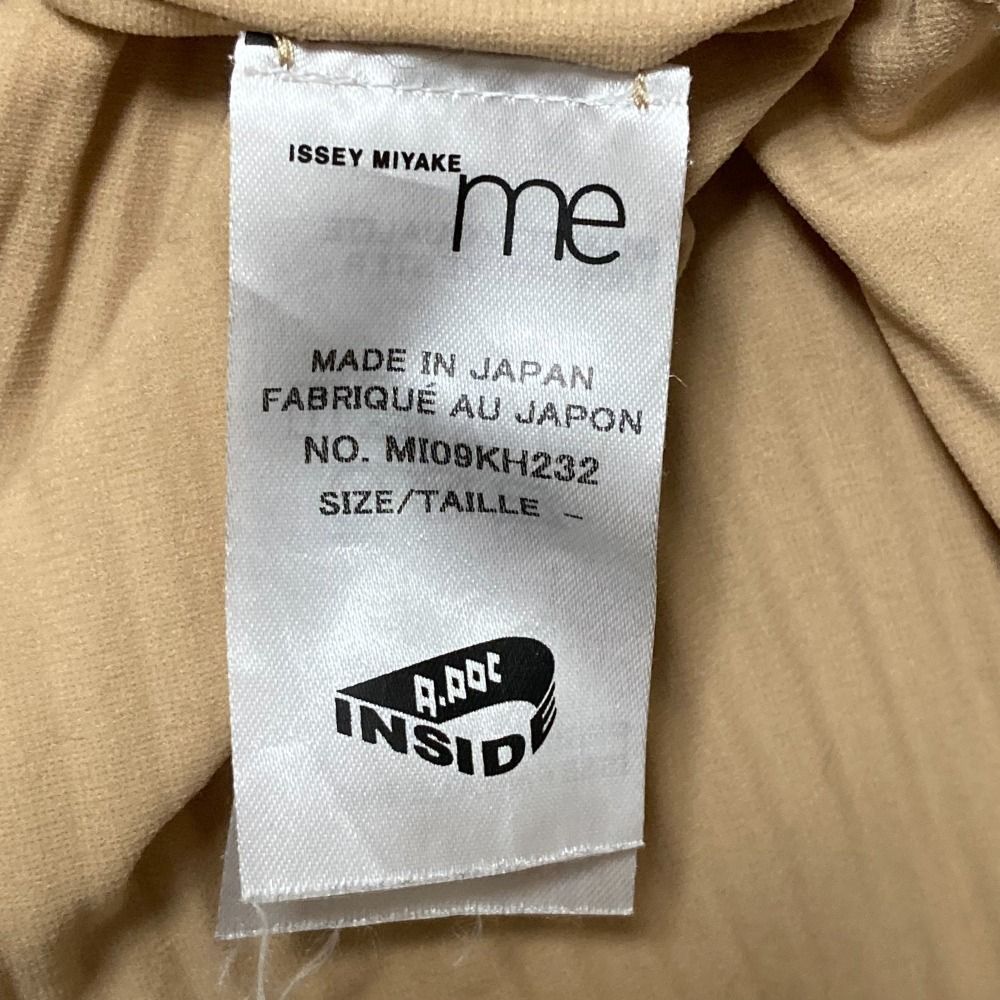 ISSEY MIYAKE
me
MADE IN JAPAN
FABRIQUÉ AU JAPON
NO. MI09KH232
SIZE/TAILLE –
A.POC
INSIDE